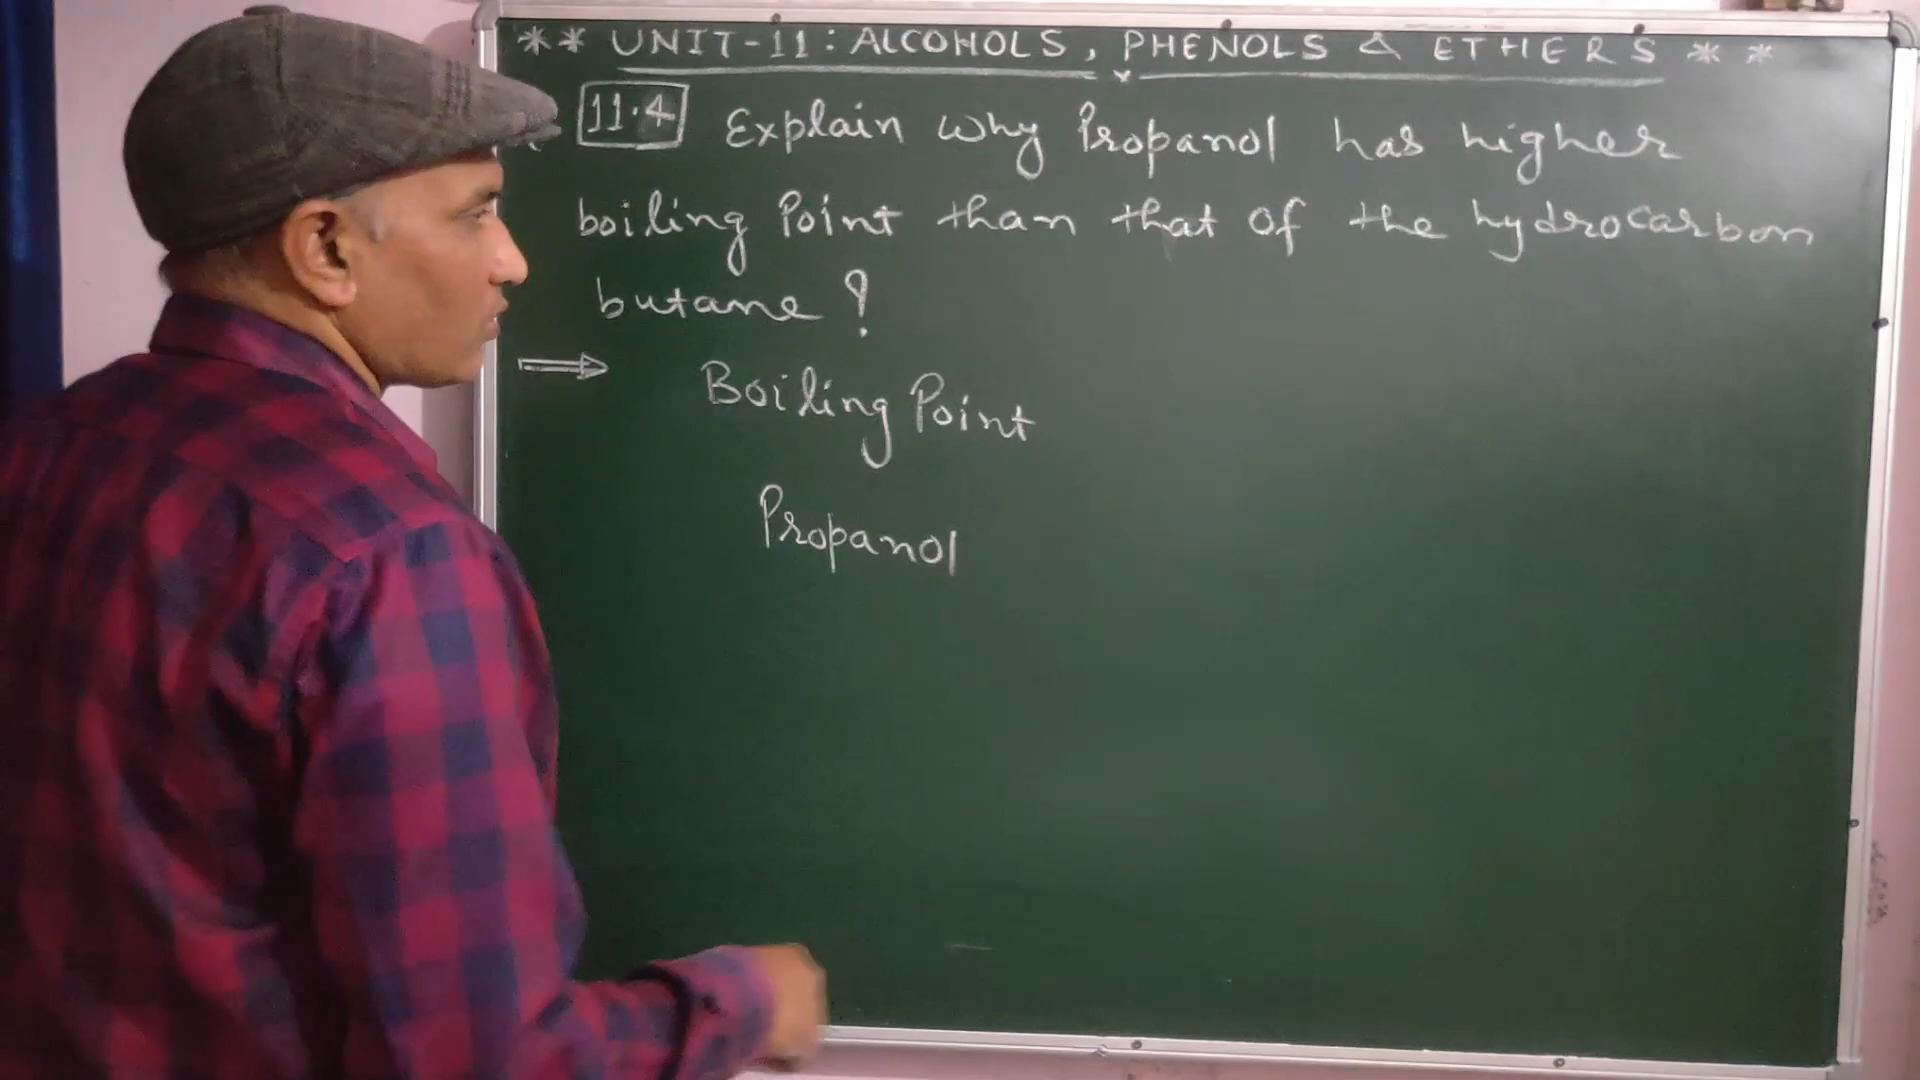 ** UNIT-11: ALCOHOLS, PHENOLS & ETHERS **
11.4 Explain why Propanol has higher
boiling Point than that of the hydrocarbon
butane?
⇒ Boiling Point
Propanol